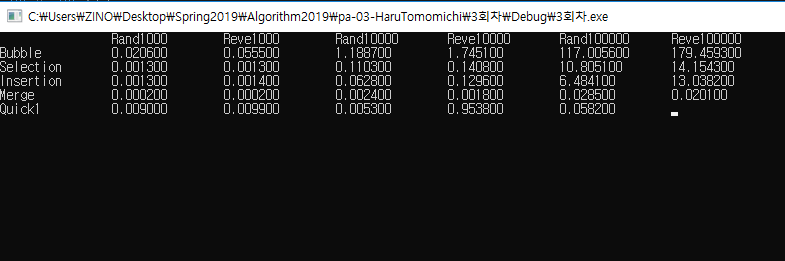 C:￦Users￦ZINO￦Desktop￦Spring2019￦Algorithm2019￦pa-03-HaruTomomichi￦3회차￦Debug￦3회차.exe
Rand1000 Reve1000 Rand10000 Reve10000 Rand100000 Reve100000
Bubble 0.020600 0.055500 1.188700 1.745100 117.005600 179.459300
Selection 0.001300 0.001300 0.110300 0.140800 10.805100 14.154300
Insertion 0.001300 0.001400 0.062800 0.129600 6.484100 13.038200
Merge 0.000200 0.000200 0.002400 0.001800 0.028500 0.020100
Quick1 0.009000 0.009900 0.005300 0.953800 0.058200